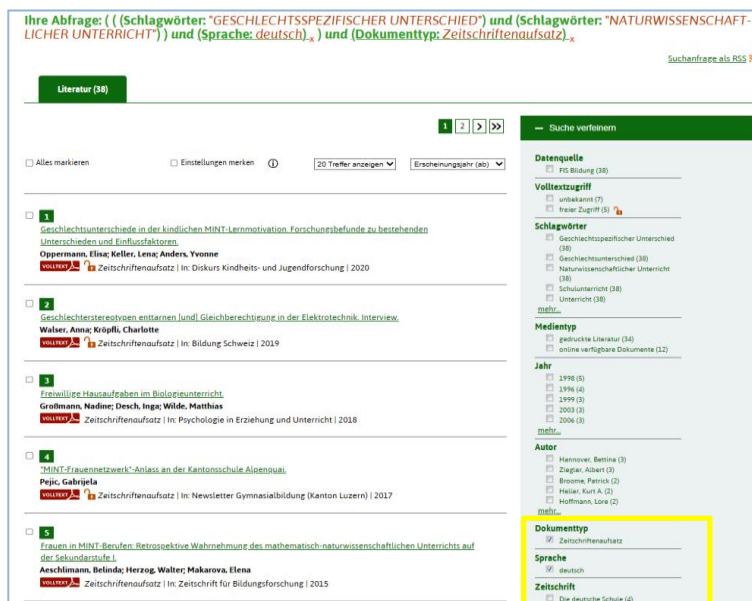 Ihre Abfrage: ( ( (Schlagwörter: "GESCHLECHTSSPEZIFISCHER UNTERSCHIED") und (Schlagwörter: "NATURWISSENSCHAFT-
LICHER UNTERRICHT") ) und (Sprache: deutsch) x ) und (Dokumenttyp: Zeitschriftenaufsatz) x
Suchanfrage als RSS
Literatur (38)
1 2 > >>
Alles markieren
Einstellungen merken
20 Treffer anzeigen
Erscheinungsjahr (ab)
1
Geschlechtsunterschiede in der kindlichen MINT-Lernmotivation. Forschungsbefunde zu bestehenden
Unterschieden und Einflussfaktoren.
Oppermann, Elisa; Keller, Lena; Anders, Yvonne
VOLLTEXT Zeitschriftenaufsatz | In: Diskurs Kindheits- und Jugendforschung | 2020
2
Geschlechterstereotypen enttarnen [und] Gleichberechtigung in der Elektrotechnik. Interview.
Walser, Anna; Kröpfli, Charlotte
VOLLTEXT Zeitschriftenaufsatz | In: Bildung Schweiz | 2019
3
Freiwillige Hausaufgaben im Biologieunterricht.
Großmann, Nadine; Desch, Inga; Wilde, Matthias
VOLLTEXT Zeitschriftenaufsatz | In: Psychologie in Erziehung und Unterricht | 2018
4
"MINT-Frauennetzwerk"-Anlass an der Kantonsschule Alpenquai.
Pejic, Gabrijela
VOLLTEXT Zeitschriftenaufsatz | In: Newsletter Gymnasialbildung (Kanton Luzern) | 2017
5
Frauen in MINT-Berufen: Retrospektive Wahrnehmung des mathematisch-naturwissenschaftlichen Unterrichts auf
der Sekundarstufe I.
Aeschlimann, Belinda; Herzog, Walter; Makarova, Elena
VOLLTEXT Zeitschriftenaufsatz | In: Zeitschrift für Bildungsforschung | 2015
— Suche verfeinern
Datenquelle
FIS Bildung (38)
Volltextzugriff
unbekannt (7)
freier Zugriff (5)
Schlagwörter
Geschlechtsspezifischer Unterschied
(38)
Geschlechtsunterschied (38)
Naturwissenschaftlicher Unterricht
(38)
Schulunterricht (38)
Unterricht (38)
mehr...
Medientyp
gedruckte Literatur (34)
online verfügbare Dokumente (12)
Jahr
1998 (5)
1996 (4)
1999 (3)
2003 (3)
2006 (3)
mehr...
Autor
Hannover, Bettina (3)
Ziegler, Albert (3)
Broome, Patrick (2)
Heller, Kurt A. (2)
Hoffmann, Lore (2)
mehr...
Dokumenttyp
Zeitschriftenaufsatz
Sprache
deutsch
Zeitschrift
Die deutsche Schule (4)